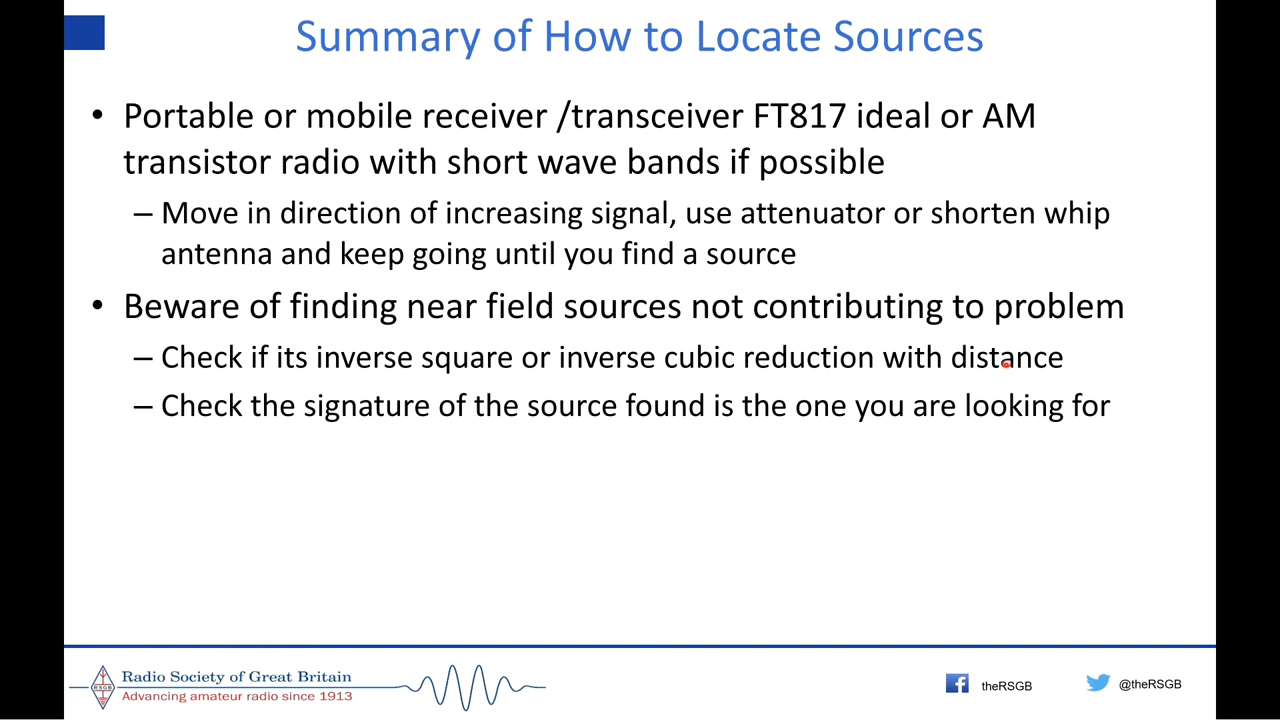 Summary of How to Locate Sources
• Portable or mobile receiver /transceiver FT817 ideal or AM
transistor radio with short wave bands if possible
– Move in direction of increasing signal, use attenuator or shorten whip
antenna and keep going until you find a source
• Beware of finding near field sources not contributing to problem
– Check if its inverse square or inverse cubic reduction with distance
– Check the signature of the source found is the one you are looking for
RSGB
Radio Society of Great Britain
Advancing amateur radio since 1913
theRSGB
@theRSGB